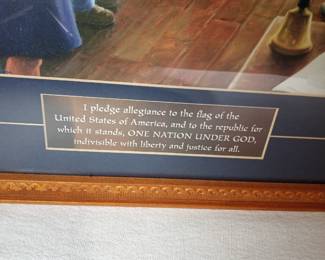 I pledge allegiance to the flag of the
United States of America, and to the republic for
which it stands, ONE NATION UNDER GOD,
indivisible with liberty and justice for all.